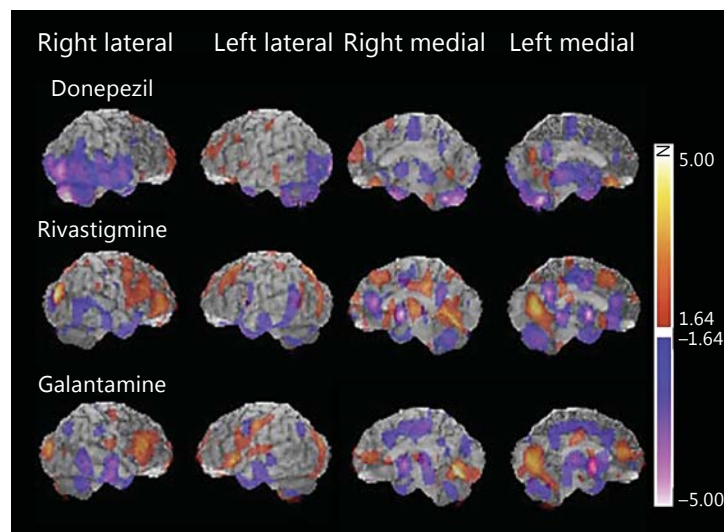 Right lateral Left lateral Right medial Left medial
Donepezil
Rivastigmine
Galantamine
N
5.00
1.64
–1.64
–5.00